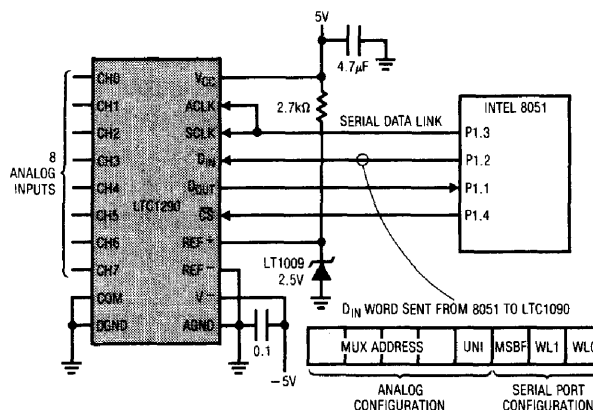 5V
4.7µF
CH0
CH1
CH2
CH3
CH4
CH5
CH6
CH7
COM
DGND
8
ANALOG
INPUTS
LTC1290
VCC
ACLK
SCLK
DIN
DOUT
CS
REF+
REF−
V−
AGND
2.7kΩ
SERIAL DATA LINK
INTEL 8051
P1.3
P1.2
P1.1
P1.4
LT1009
2.5V
0.1
−5V
DIN WORD SENT FROM 8051 TO LTC1090
MUX ADDRESS UNI MSBF WL1 WL0
ANALOG
CONFIGURATION
SERIAL PORT
CONFIGURATION